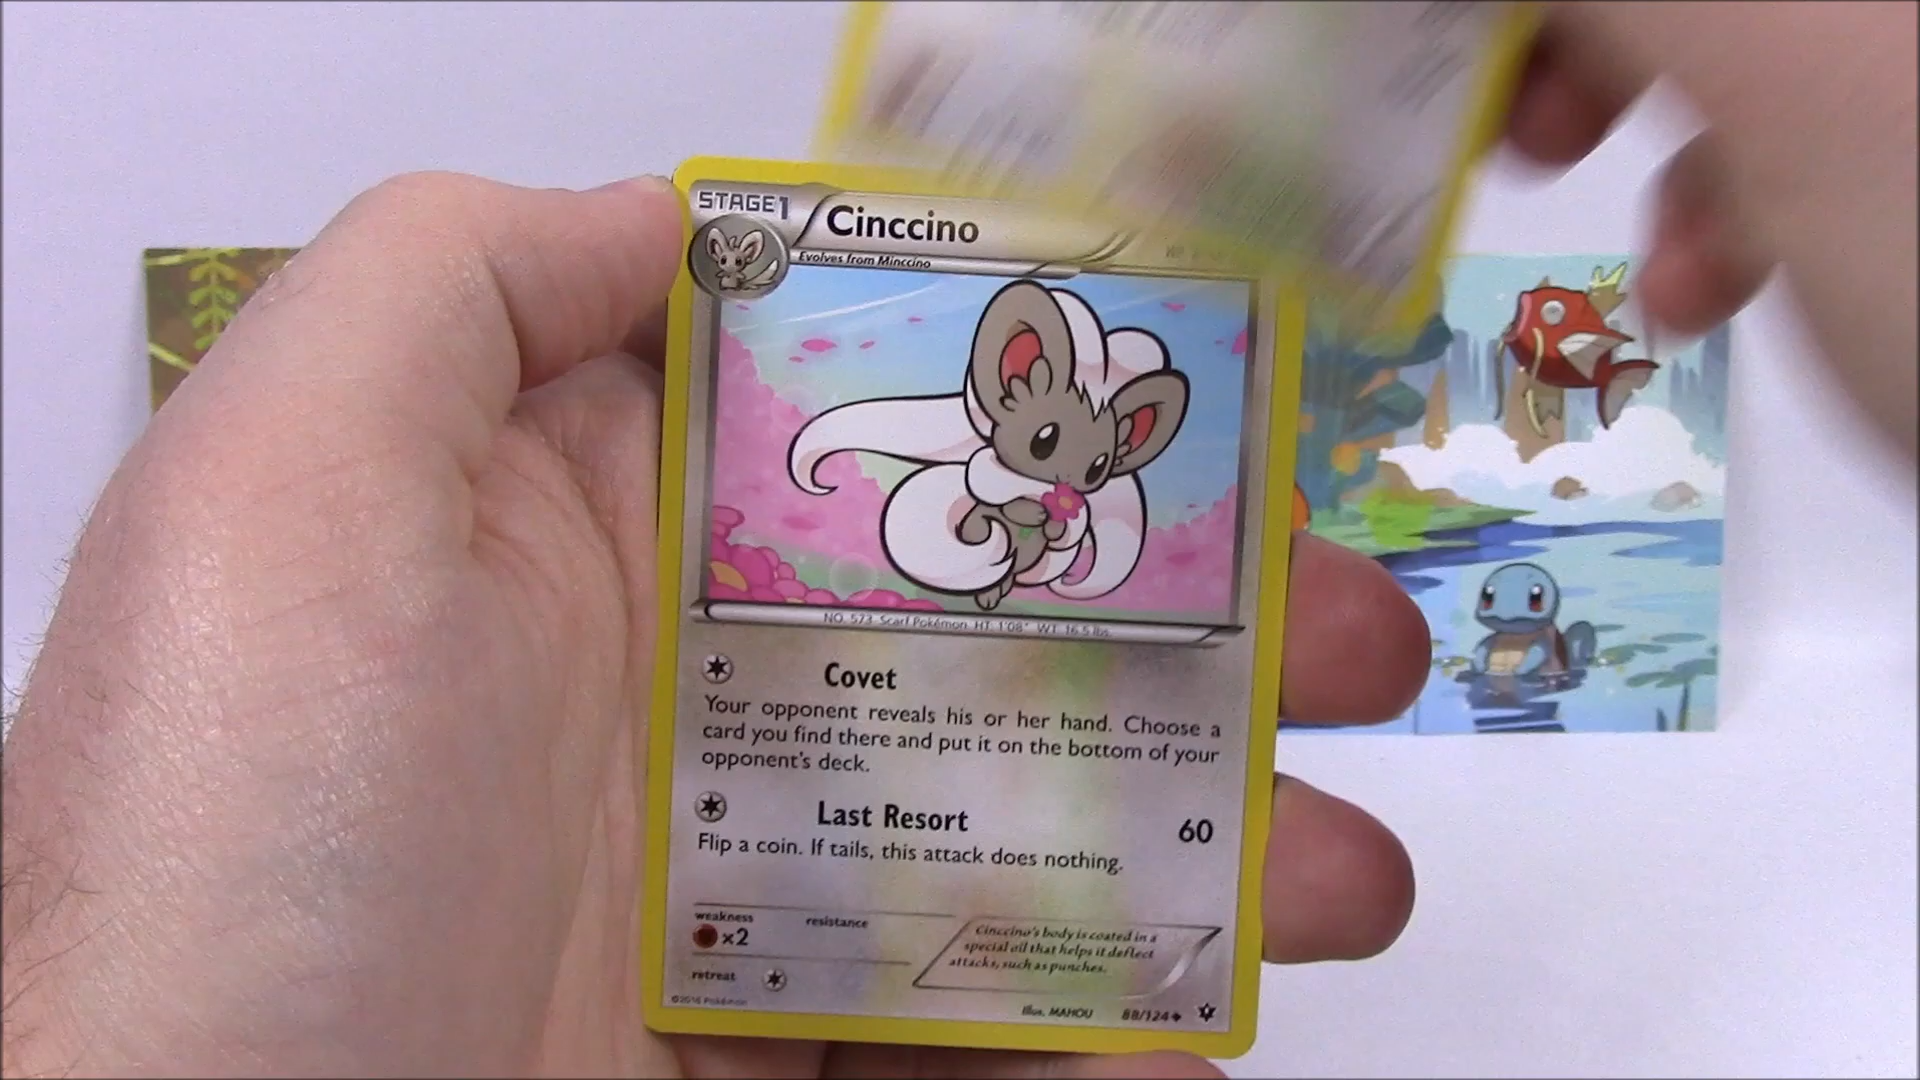 STAGE1
Cinccino
Evolves from Minccino
NO. 573 Scarf Pokémon HT: 1'08" WT: 16.5 lbs.
Covet
Your opponent reveals his or her hand. Choose a
card you find there and put it on the bottom of your
opponent's deck.
Last Resort 60
Flip a coin. If tails, this attack does nothing.
weakness resistance
x2
retreat
Cinccino's body is coated in a
special oil that helps it deflect
attacks, such as punches.
©2016 Pokémon
Illus. MAHOU 88/124